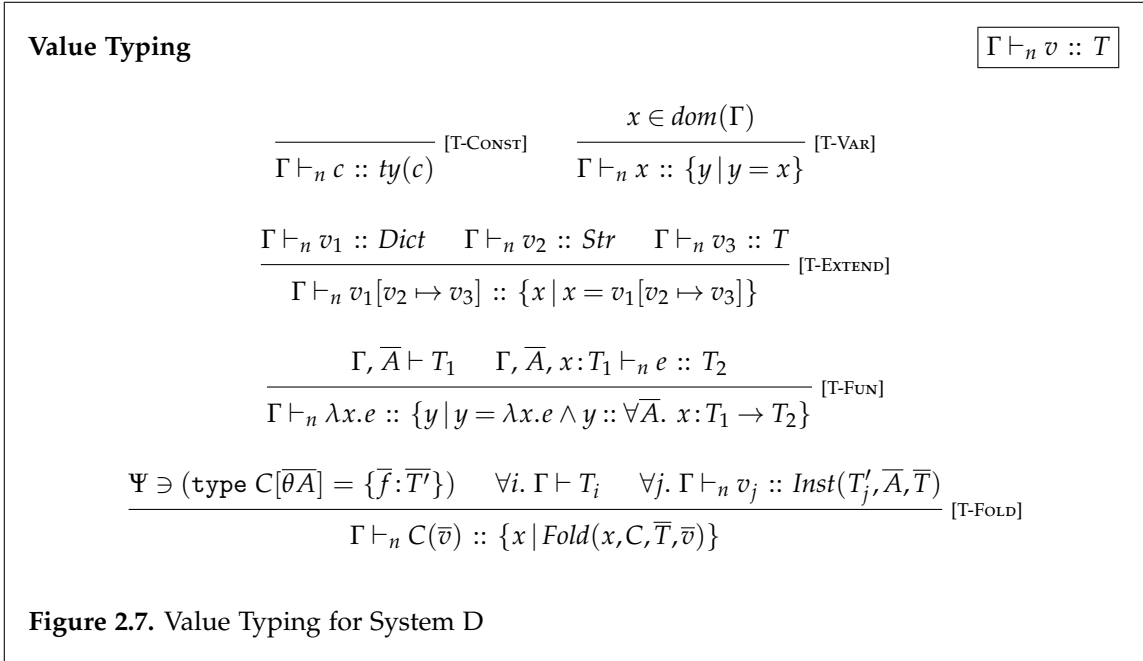 Value Typing Γ ⊢ₙ v :: T
x ∈ dom(Γ)
Γ ⊢ₙ c :: ty(c) [T-Const] Γ ⊢ₙ x :: {y | y = x} [T-Var]
Γ ⊢ₙ v₁ :: Dict Γ ⊢ₙ v₂ :: Str Γ ⊢ₙ v₃ :: T
[T-Extend]
Γ ⊢ₙ v₁[v₂ ↦ v₃] :: {x | x = v₁[v₂ ↦ v₃]}
Γ, A̅ ⊢ T₁ Γ, A̅, x:T₁ ⊢ₙ e :: T₂
[T-Fun]
Γ ⊢ₙ λx.e :: {y | y = λx.e ∧ y :: ∀A̅. x:T₁ → T₂}
Ψ ∋ (type C[θ̅A̅] = {f̅:T̅′}) ∀i. Γ ⊢ Tᵢ ∀j. Γ ⊢ₙ vⱼ :: Inst(T′ⱼ, A̅, T̅)
[T-Fold]
Γ ⊢ₙ C(v̅) :: {x | Fold(x, C, T̅, v̅)}
Figure 2.7. Value Typing for System D